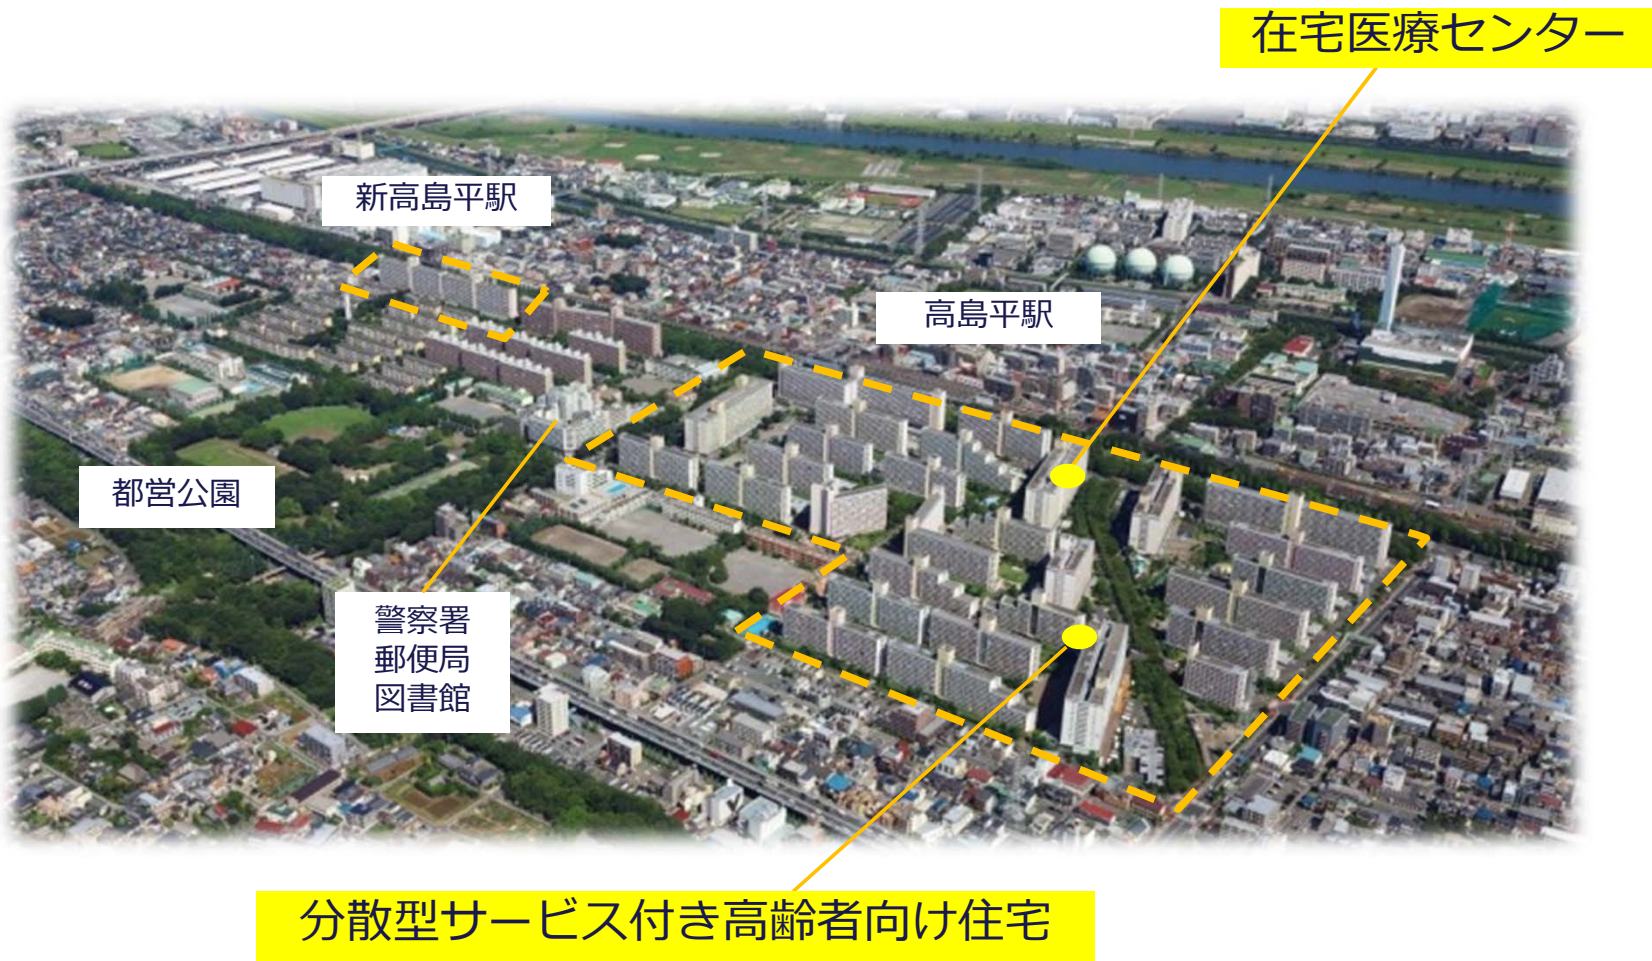 在宅医療センター
新高島平駅
高島平駅
都営公園
警察署
郵便局
図書館
分散型サービス付き高齢者向け住宅